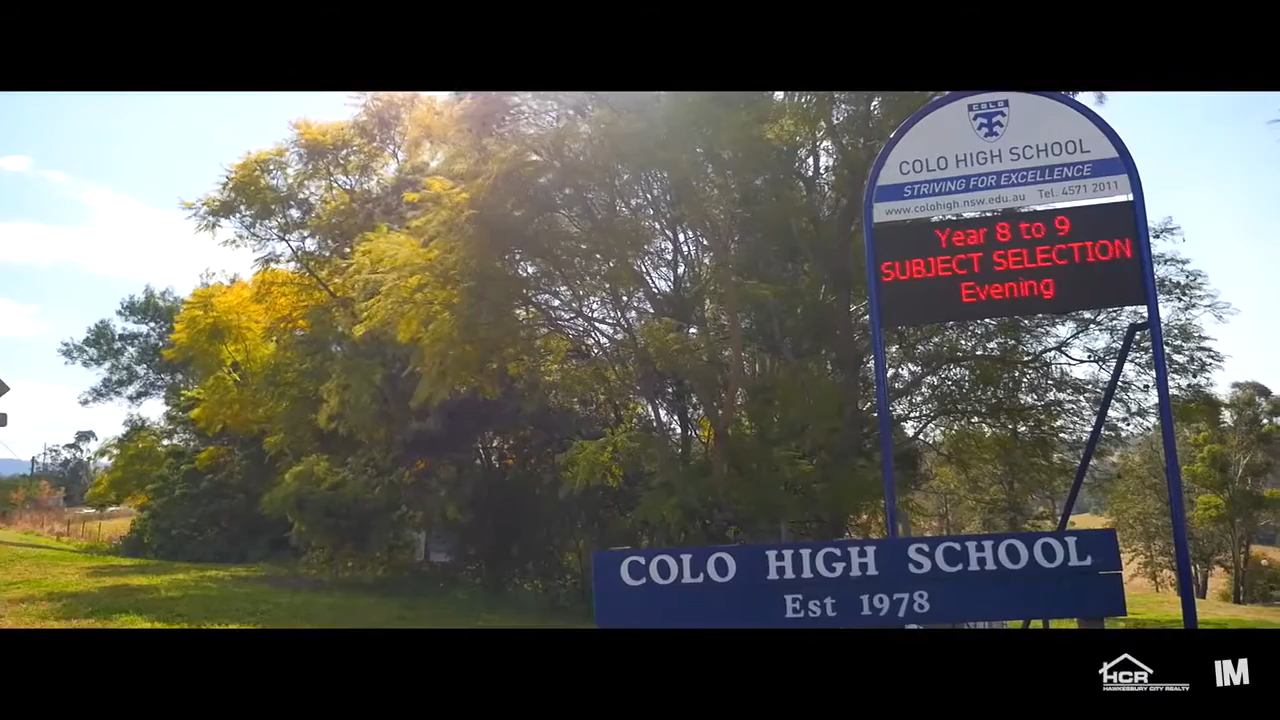 COLO
COLO HIGH SCHOOL
STRIVING FOR EXCELLENCE
www.colohigh.nsw.edu.au Tel. 4571 2011
Year 8 to 9
SUBJECT SELECTION
Evening
COLO HIGH SCHOOL
Est 1978
HCR
HAWKESBURY CITY REALTY
IM